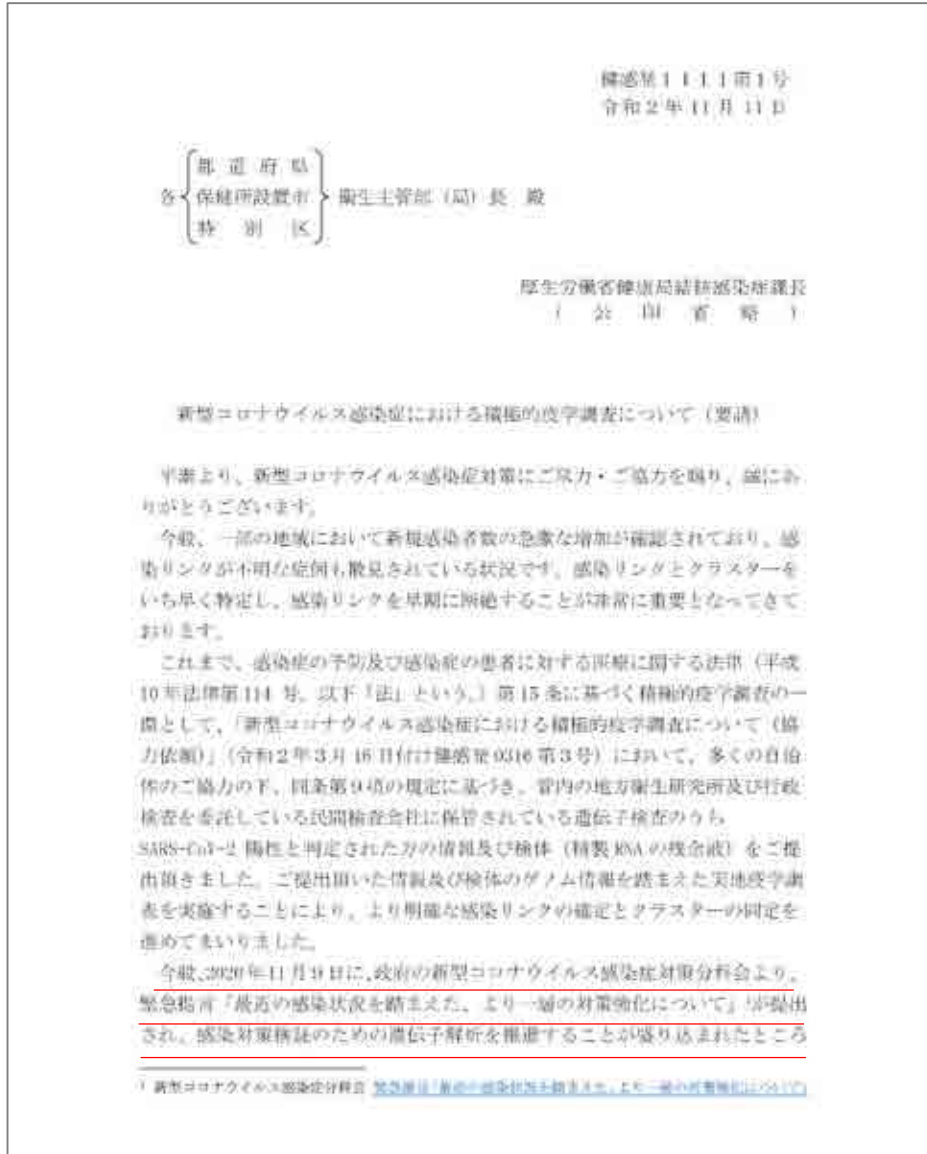 健感発1111第1号
令和2年11月11日
都道府県
各 保健所設置市 衛生主管部（局）長 殿
特別区
厚生労働省健康局結核感染症課長
（公印省略）
新型コロナウイルス感染症における積極的疫学調査について（要請）
平素より、新型コロナウイルス感染症対策にご尽力・ご協力を賜り、誠にあ
りがとうございます。
今般、一部の地域において新規感染者数の急激な増加が確認されており、感
染リンクが不明な症例も散見されている状況です。感染リンクとクラスターを
いち早く特定し、感染リンクを早期に断絶することが非常に重要となってきて
おります。
これまで、感染症の予防及び感染症の患者に対する医療に関する法律（平成
10年法律第114号。以下「法」という。）第15条に基づく積極的疫学調査の一
環として、「新型コロナウイルス感染症における積極的疫学調査について（協
力依頼）」（令和2年3月16日付け健感発0316第3号）において、多くの自治
体のご協力の下、同条第9項の規定に基づき、管内の地方衛生研究所及び行政
検査を委託している民間検査会社に保管されている遺伝子検査のうち
SARS-CoV-2陽性と判定された方の情報及び検体（精製RNAの残余液）をご提
出頂きました。ご提出頂いた情報及び検体のゲノム情報を踏まえた実地疫学調
査を実施することにより、より明確な感染リンクの確定とクラスターの同定を
進めてまいりました。
今般、2020年11月9日に、政府の新型コロナウイルス感染症対策分科会より、
緊急提言「最近の感染状況を踏まえた、より一層の対策強化について」1が提出
され、感染対策検証のための遺伝子解析を推進することが盛り込まれたところ
1 新型コロナウイルス感染症分科会 緊急提言「最近の感染状況を踏まえた、より一層の対策強化について」